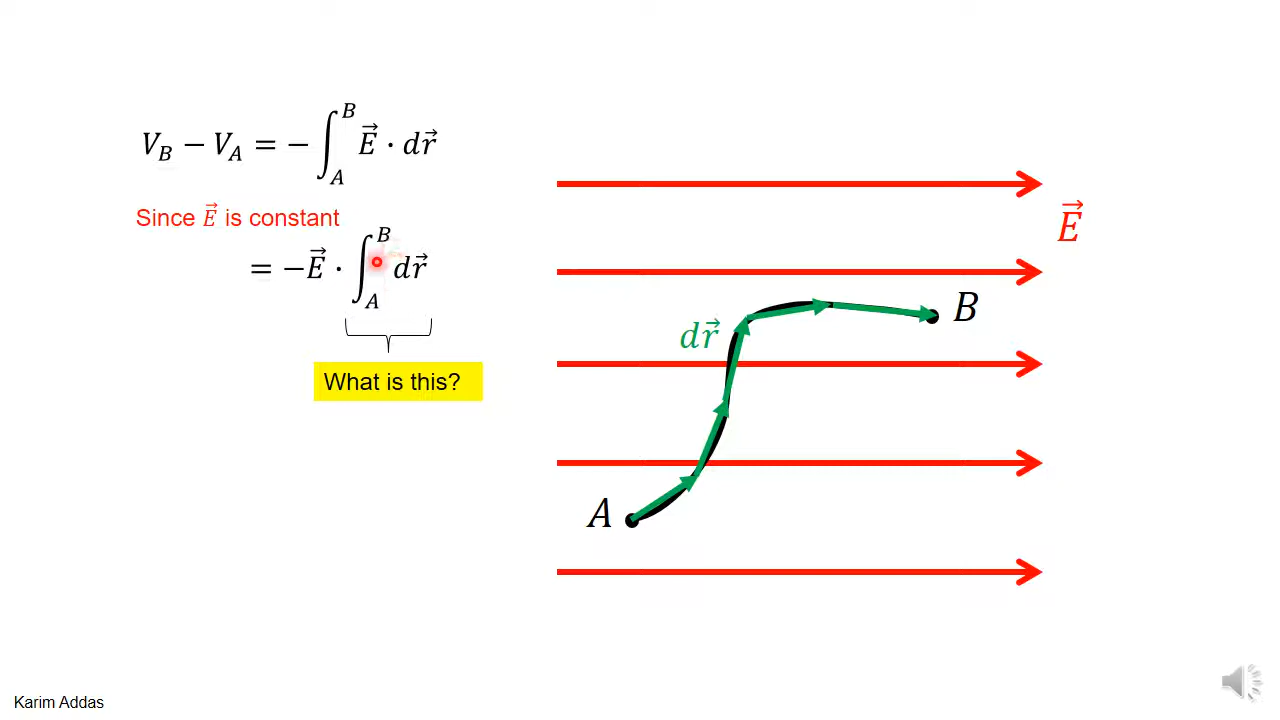 V_B − V_A = − ∫_A^B E⃗ · dr⃗
Since E⃗ is constant
= −E⃗ · ∫_A^B dr⃗
What is this?
E⃗
B
dr⃗
A
Karim Addas